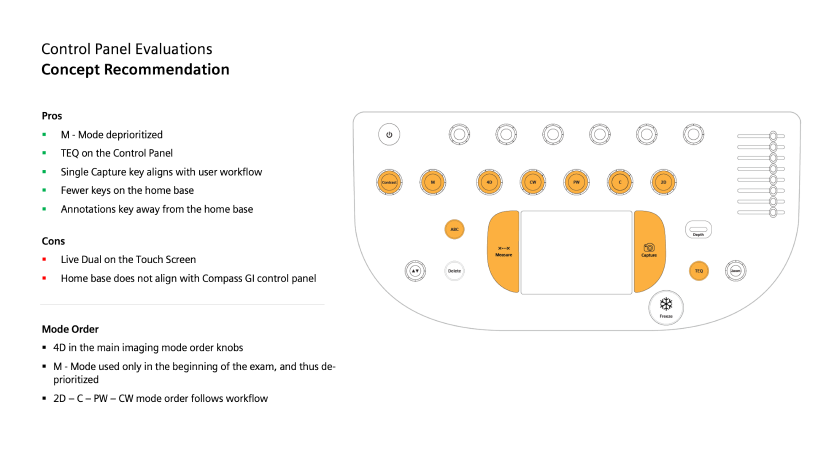 Control Panel Evaluations
Concept Recommendation
Pros
▪ M - Mode deprioritized
▪ TEQ on the Control Panel
▪ Single Capture key aligns with user workflow
▪ Fewer keys on the home base
▪ Annotations key away from the home base
Cons
▪ Live Dual on the Touch Screen
▪ Home base does not align with Compass GI control panel
Mode Order
▪ 4D in the main imaging mode order knobs
▪ M - Mode used only in the beginning of the exam, and thus de-
prioritized
▪ 2D – C – PW – CW mode order follows workflow
Contrast M 4D CW PW C 2D
ABC
Depth
Measure
Capture
▲▼ Delete
TEQ Zoom
Freeze